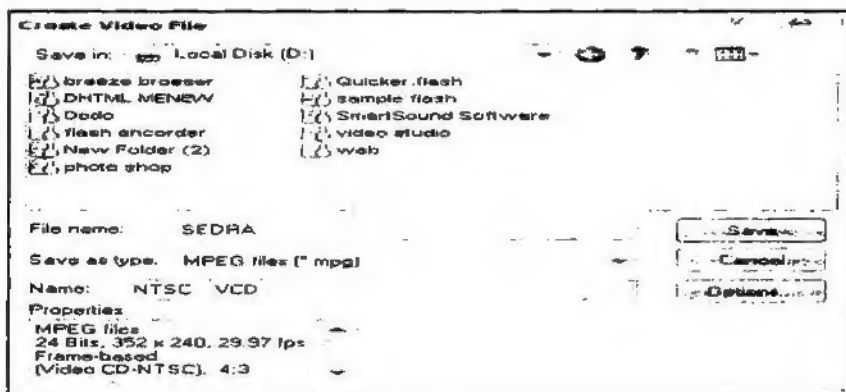 Create Video File
Save in: Local Disk (D:)
breeze browser
DHTML MENEW
Dodo
flash encorder
New Folder (2)
photo shop
Quicker.flash
sample flash
SmartSound Software
video studio
web
File name: SEDRA
Save
Save as type: MPEG files (*.mpg)
Cancel
Name: NTSC VCD
Options...
Properties
MPEG files
24 Bits, 352 x 240, 29.97 fps
Frame-based
(Video CD-NTSC), 4:3